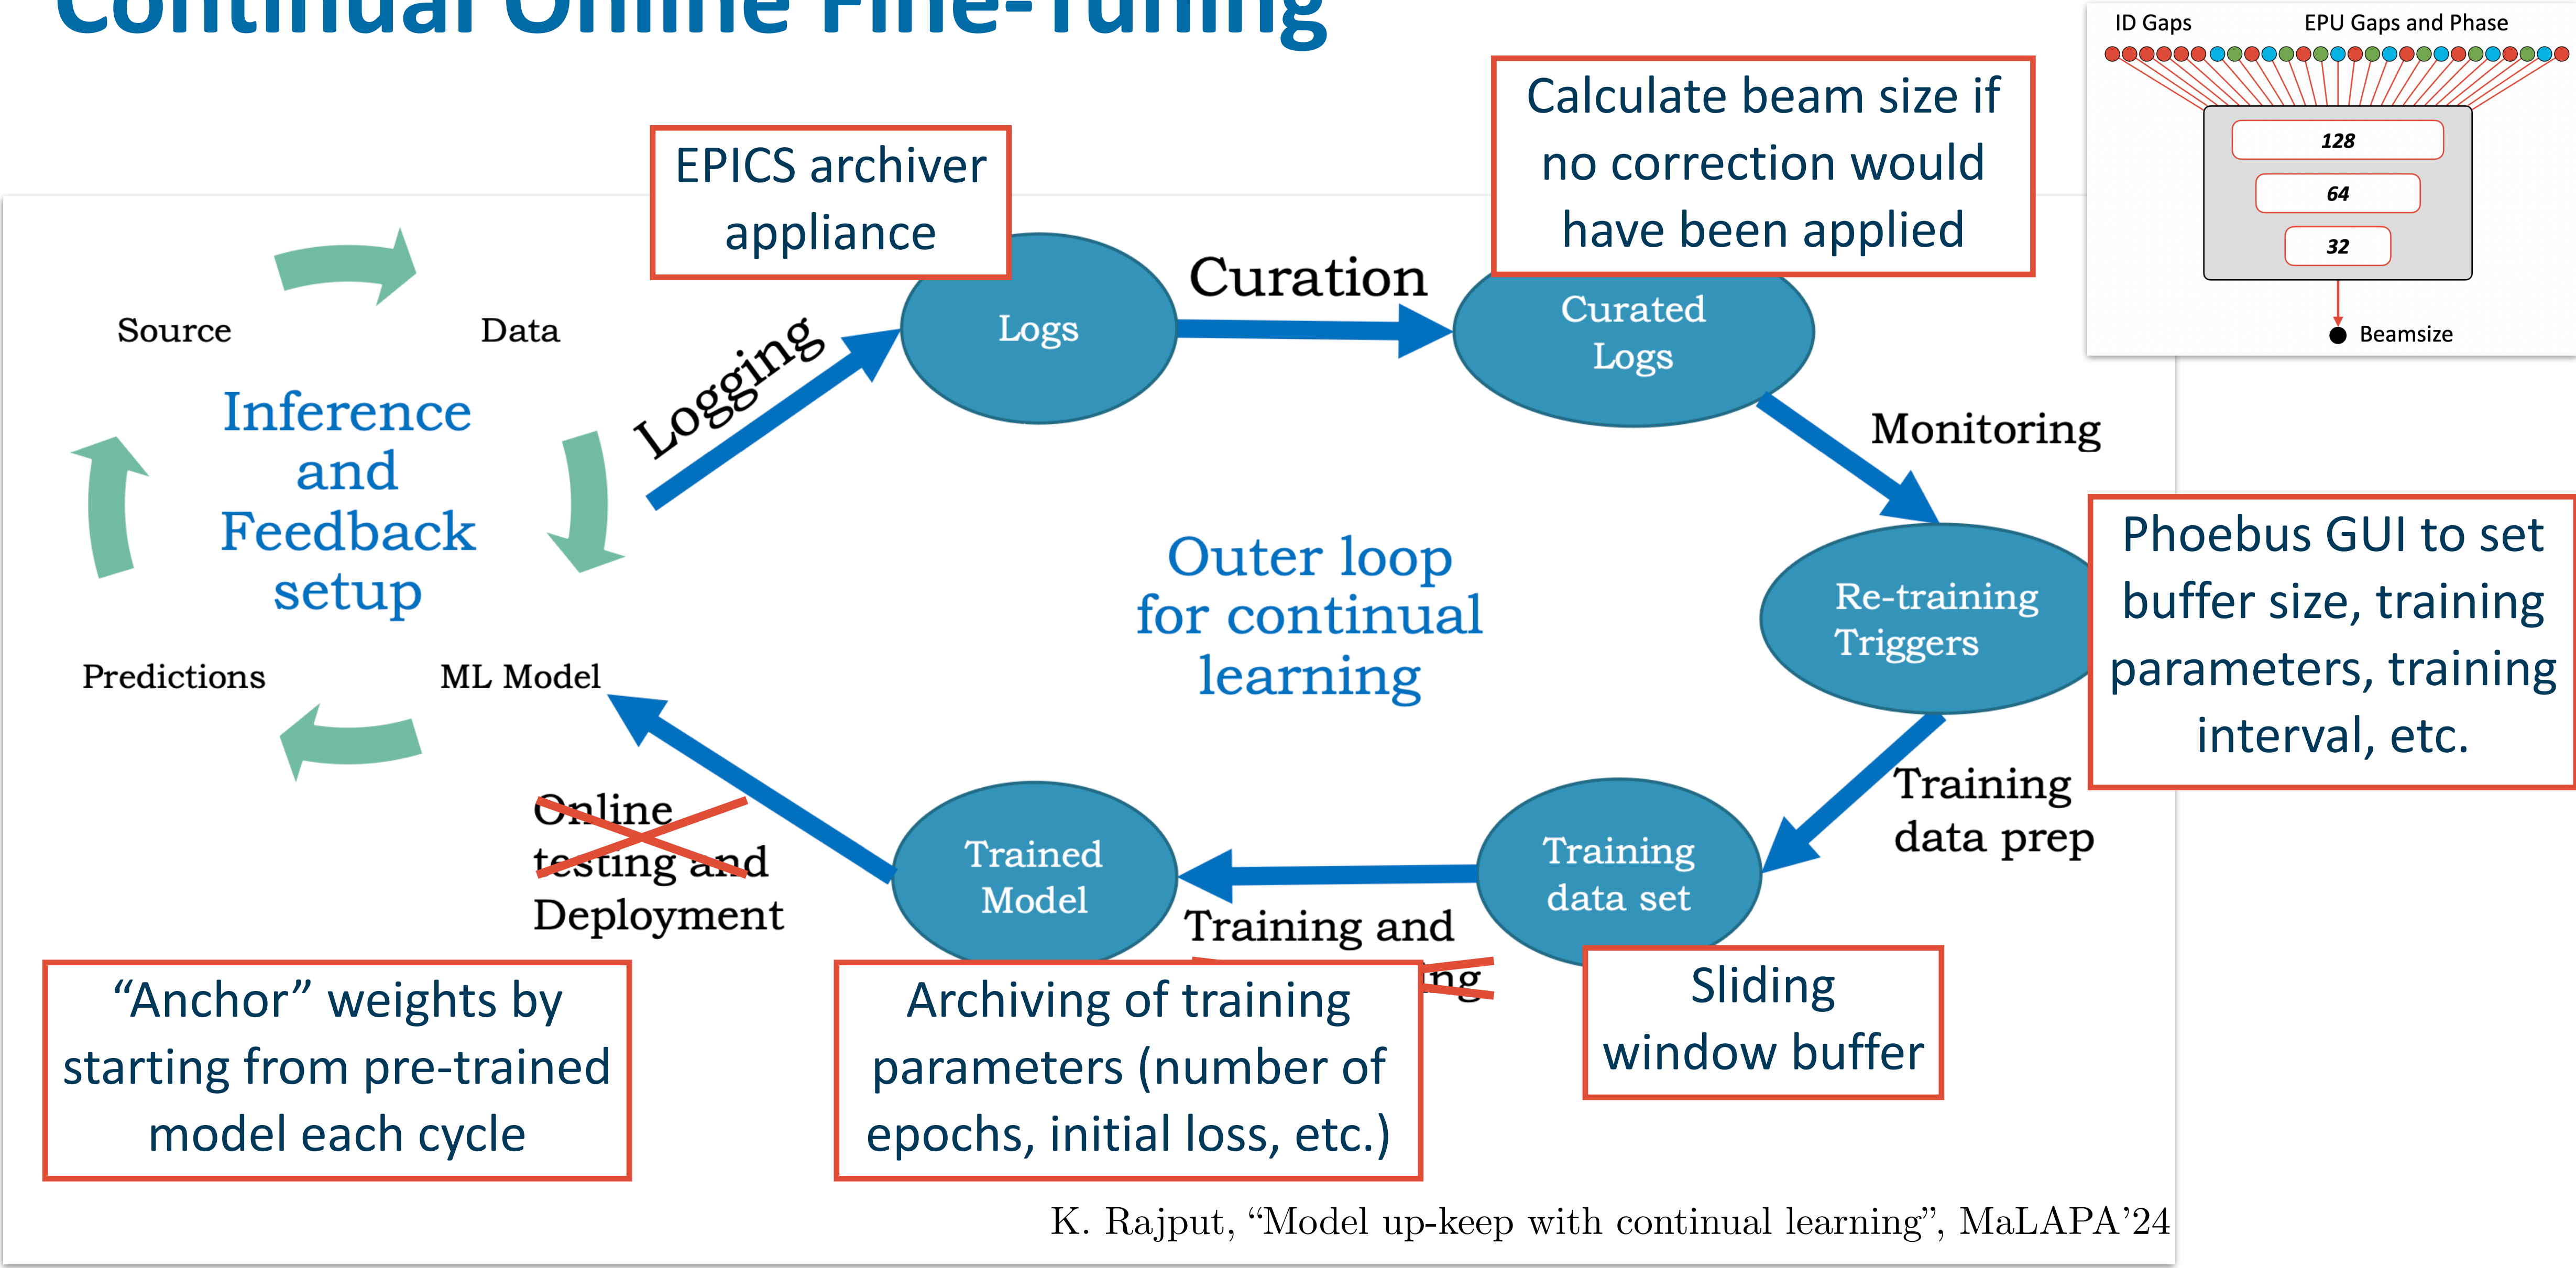 Continual Online Fine-Tuning
ID Gaps
EPU Gaps and Phase
128
64
32
Beamsize
EPICS archiver
appliance
Calculate beam size if
no correction would
have been applied
Source
Data
Inference
and
Feedback
setup
Predictions
ML Model
Logging
Logs
Curation
Curated
Logs
Monitoring
Re-training
Triggers
Phoebus GUI to set
buffer size, training
parameters, training
interval, etc.
Outer loop
for continual
learning
Training
data prep
Training
data set
Sliding
window buffer
Training and
ng
Trained
Model
Archiving of training
parameters (number of
epochs, initial loss, etc.)
Online
testing and
Deployment
“Anchor” weights by
starting from pre-trained
model each cycle
K. Rajput, “Model up-keep with continual learning”, MaLAPA’24